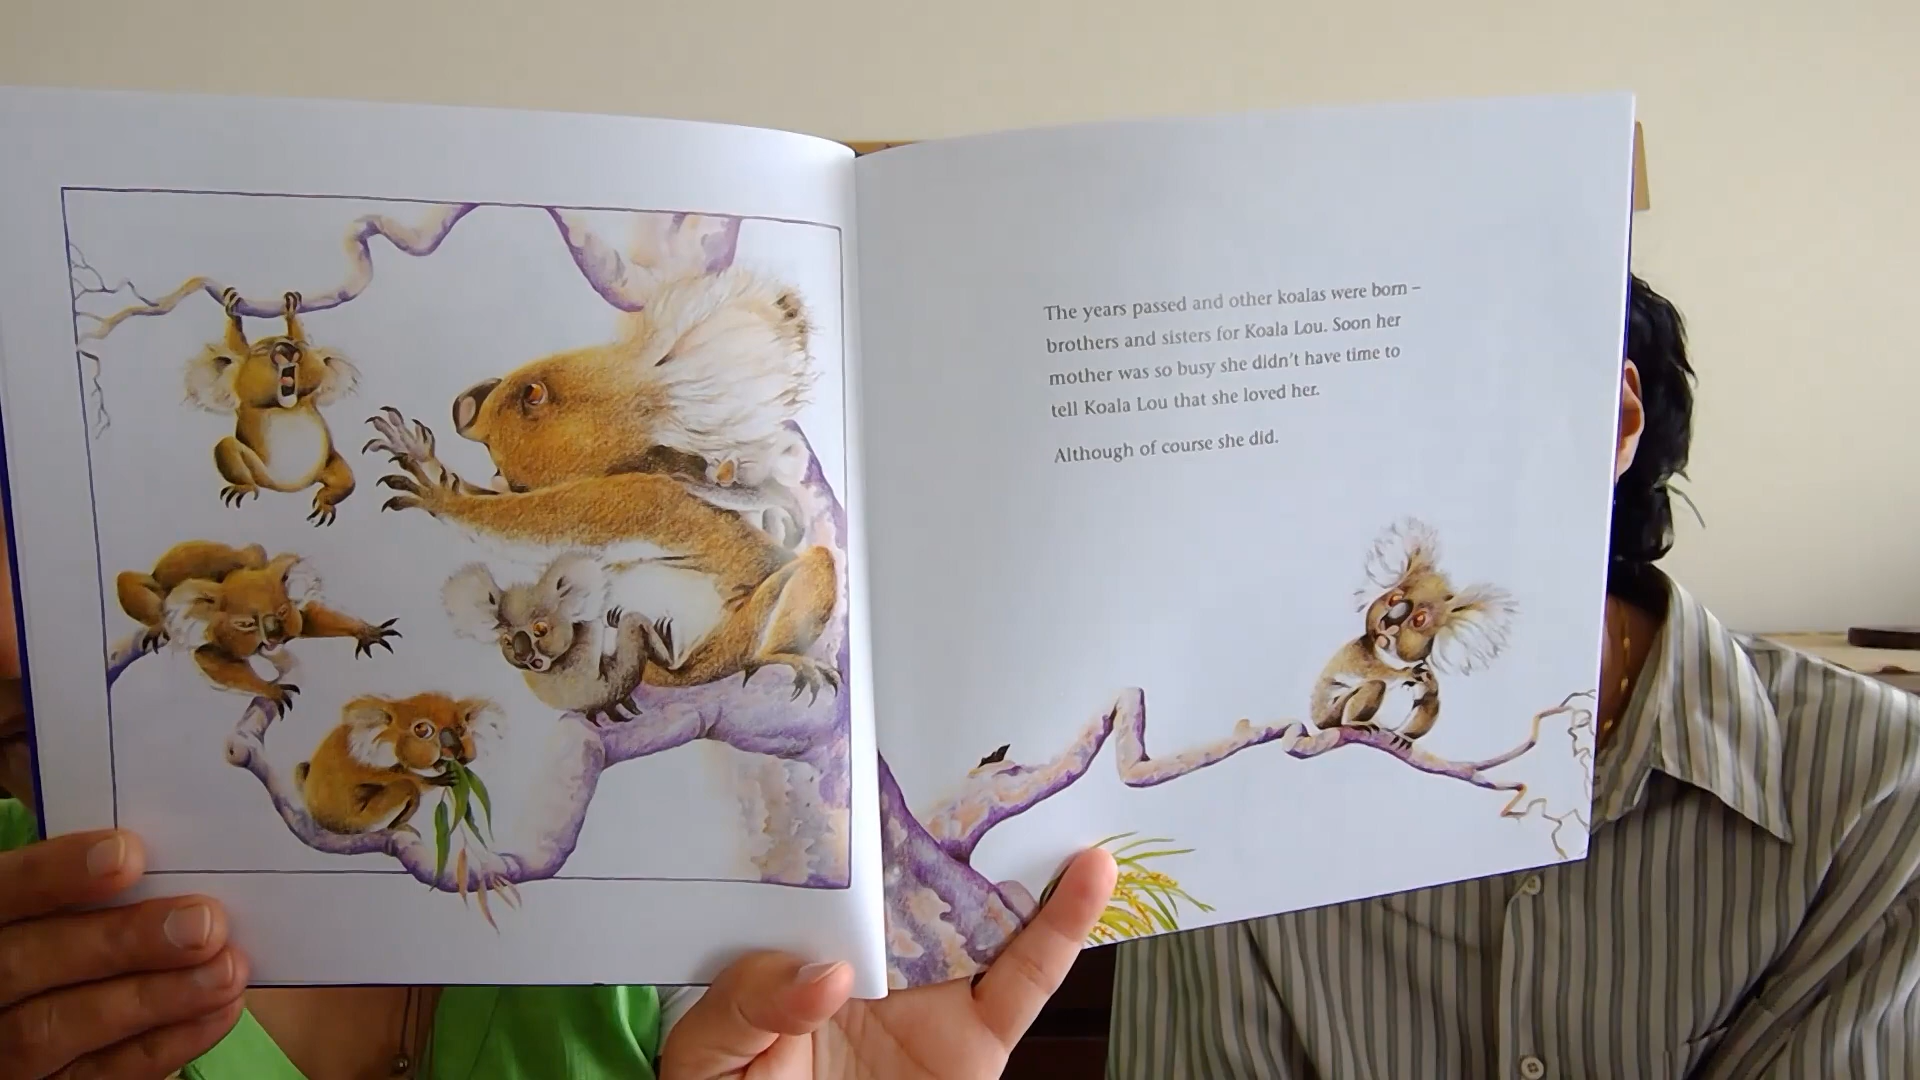 The years passed and other koalas were born –
brothers and sisters for Koala Lou. Soon her
mother was so busy she didn't have time to
tell Koala Lou that she loved her.
Although of course she did.